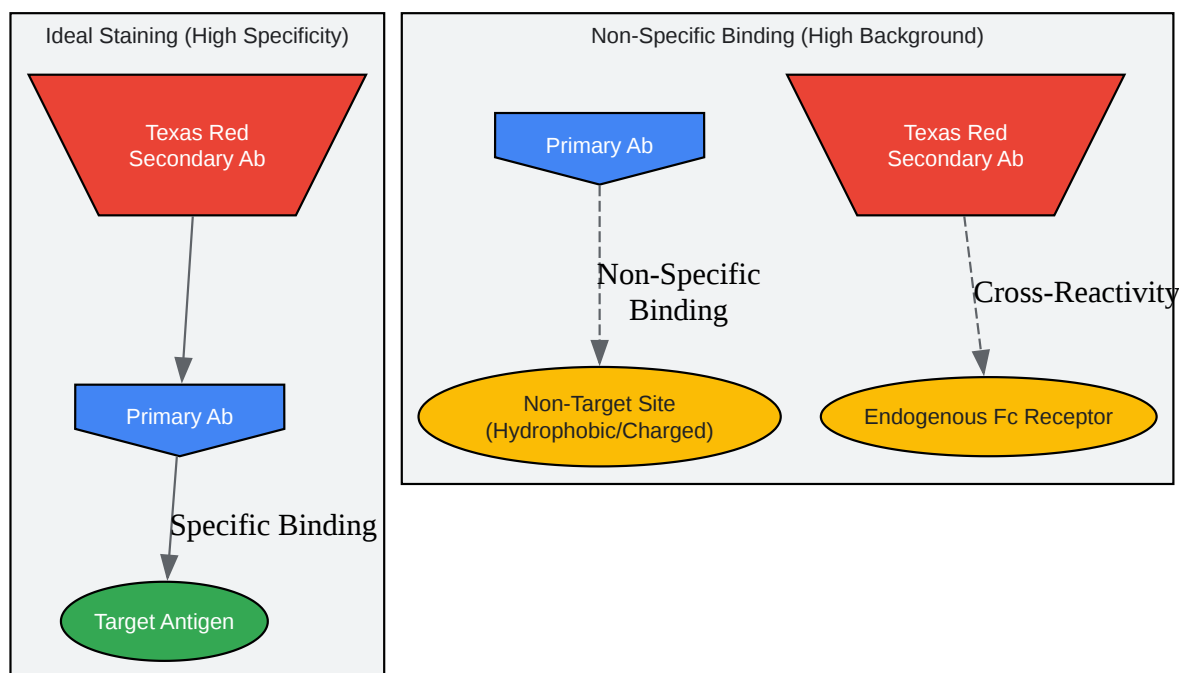 Ideal Staining (High Specificity)
Texas Red
Secondary Ab
Primary Ab
Specific Binding
Target Antigen
Non-Specific Binding (High Background)
Primary Ab
Non-Specific
Binding
Non-Target Site
(Hydrophobic/Charged)
Texas Red
Secondary Ab
Cross-Reactivity
Endogenous Fc Receptor